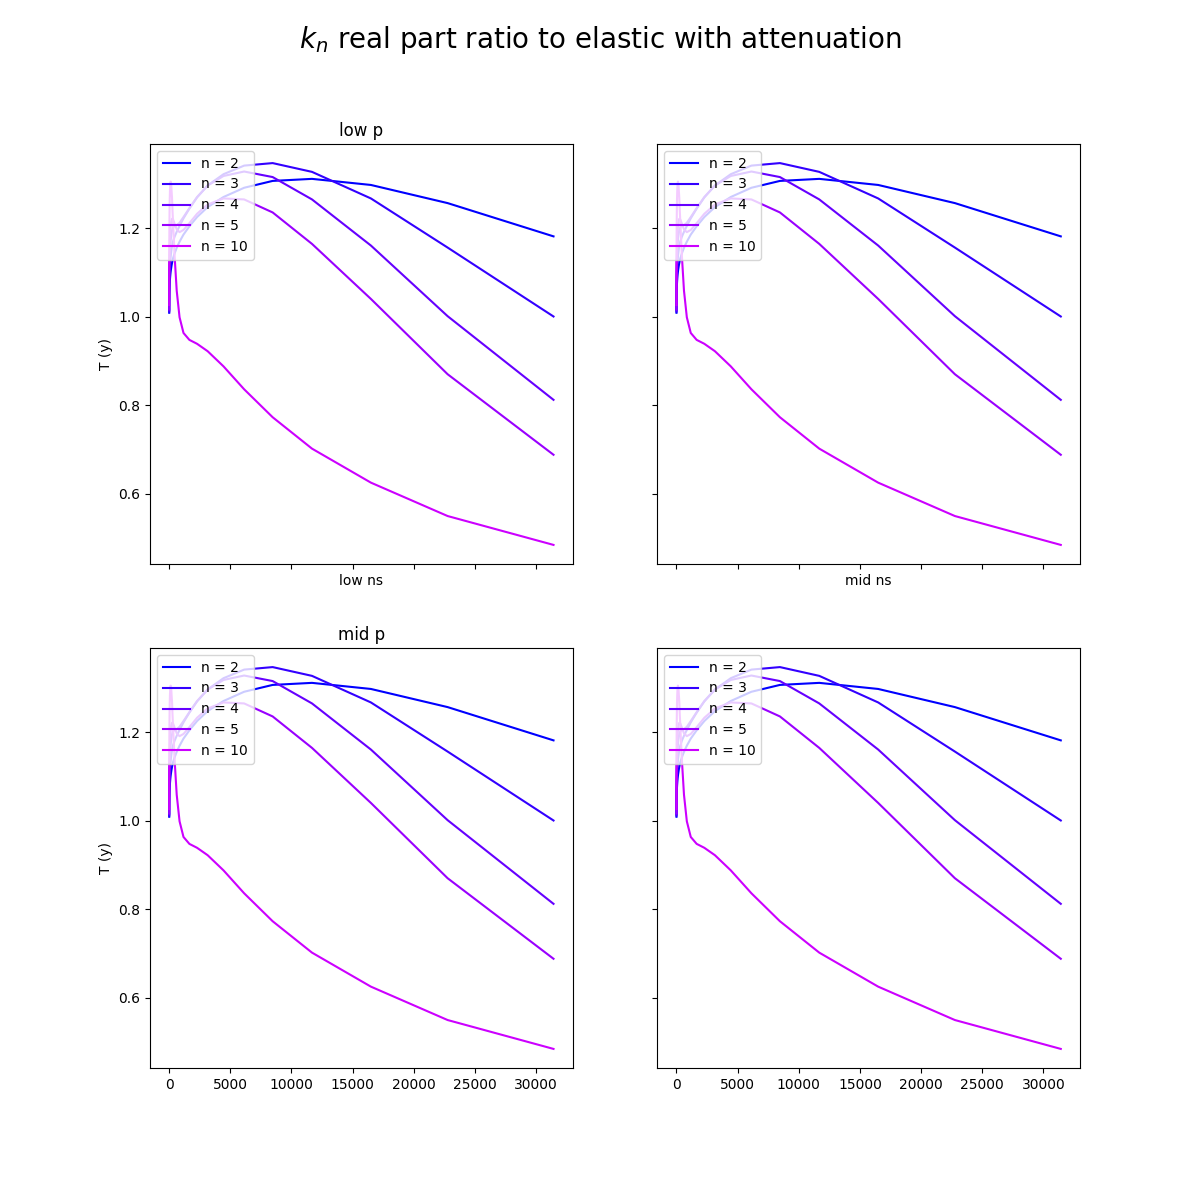 kₙ real part ratio to elastic with attenuation
low p
n = 2
n = 3
n = 4
n = 5
n = 10
1.2
1.0
0.8
0.6
T (y)
low ns
n = 2
n = 3
n = 4
n = 5
n = 10
mid ns
mid p
n = 2
n = 3
n = 4
n = 5
n = 10
1.2
1.0
0.8
0.6
T (y)
0 5000 10000 15000 20000 25000 30000
n = 2
n = 3
n = 4
n = 5
n = 10
0 5000 10000 15000 20000 25000 30000